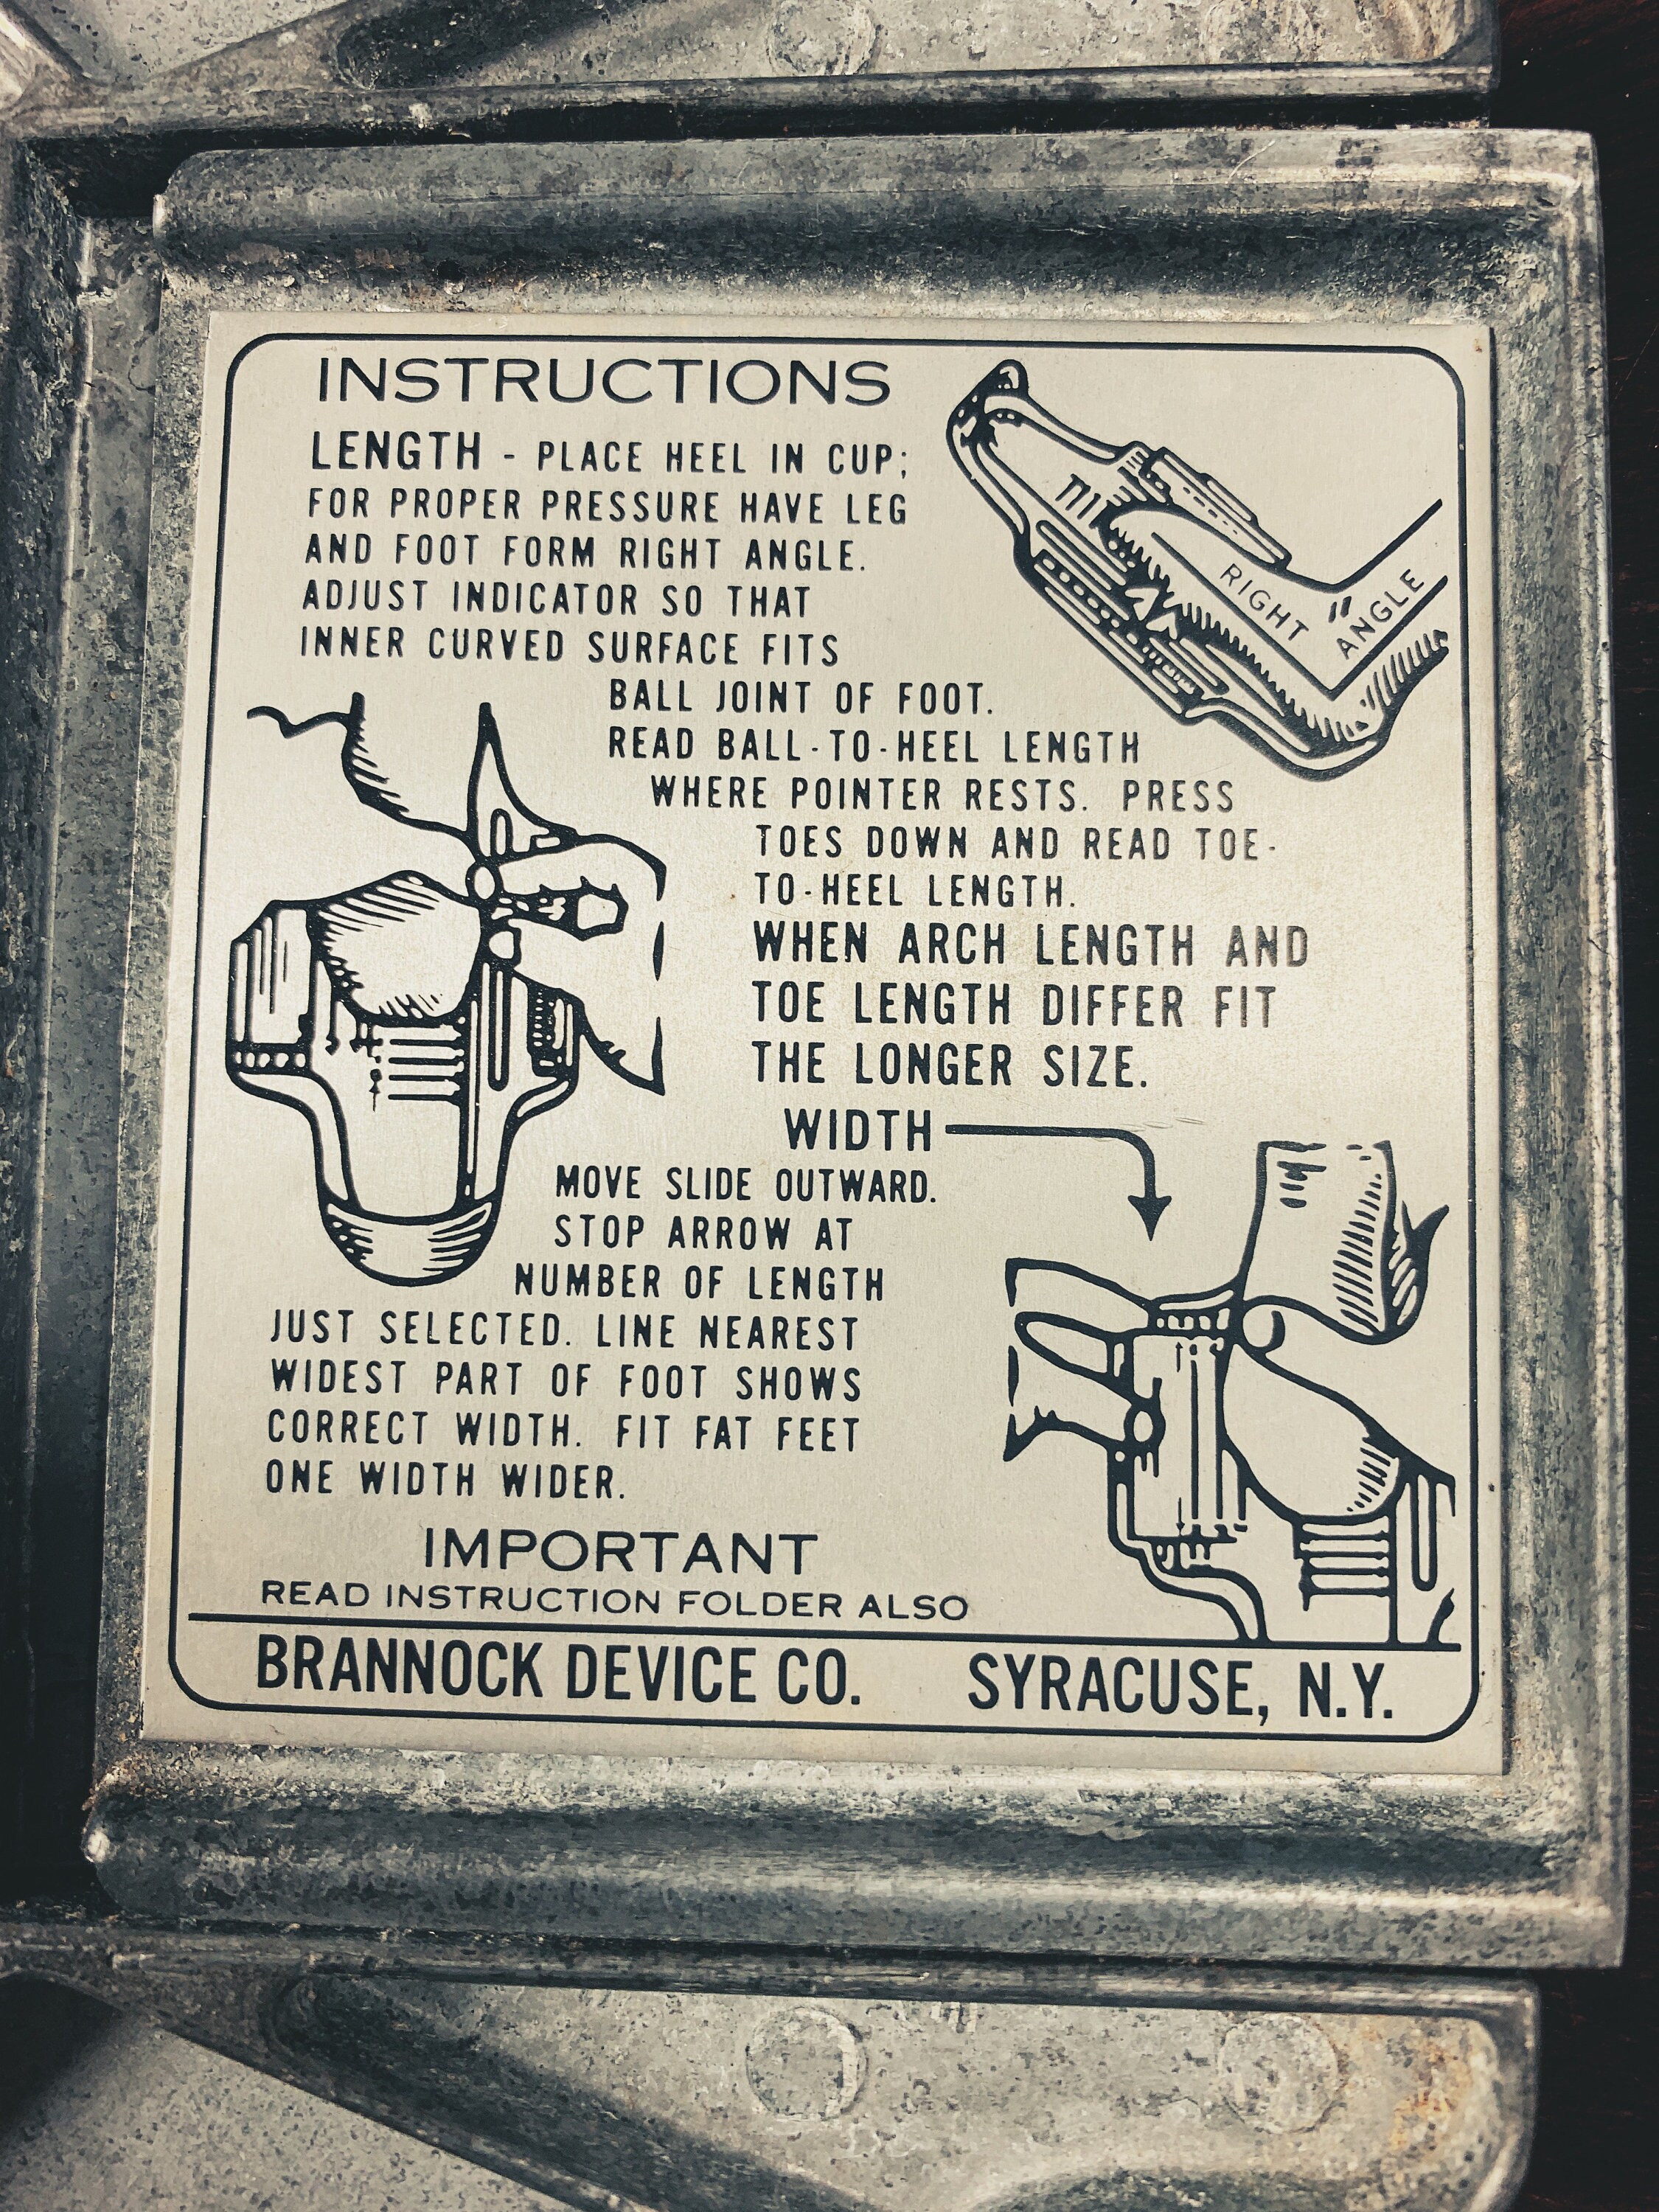 INSTRUCTIONS
LENGTH - PLACE HEEL IN CUP;
FOR PROPER PRESSURE HAVE LEG
AND FOOT FORM RIGHT ANGLE.
ADJUST INDICATOR SO THAT
INNER CURVED SURFACE FITS
BALL JOINT OF FOOT.
READ BALL-TO-HEEL LENGTH
WHERE POINTER RESTS. PRESS
TOES DOWN AND READ TOE-
TO-HEEL LENGTH.
WHEN ARCH LENGTH AND
TOE LENGTH DIFFER FIT
THE LONGER SIZE.
RIGHT ANGLE
WIDTH
MOVE SLIDE OUTWARD.
STOP ARROW AT
NUMBER OF LENGTH
JUST SELECTED. LINE NEAREST
WIDEST PART OF FOOT SHOWS
CORRECT WIDTH. FIT FAT FEET
ONE WIDTH WIDER.
IMPORTANT
READ INSTRUCTION FOLDER ALSO
BRANNOCK DEVICE CO. SYRACUSE, N.Y.